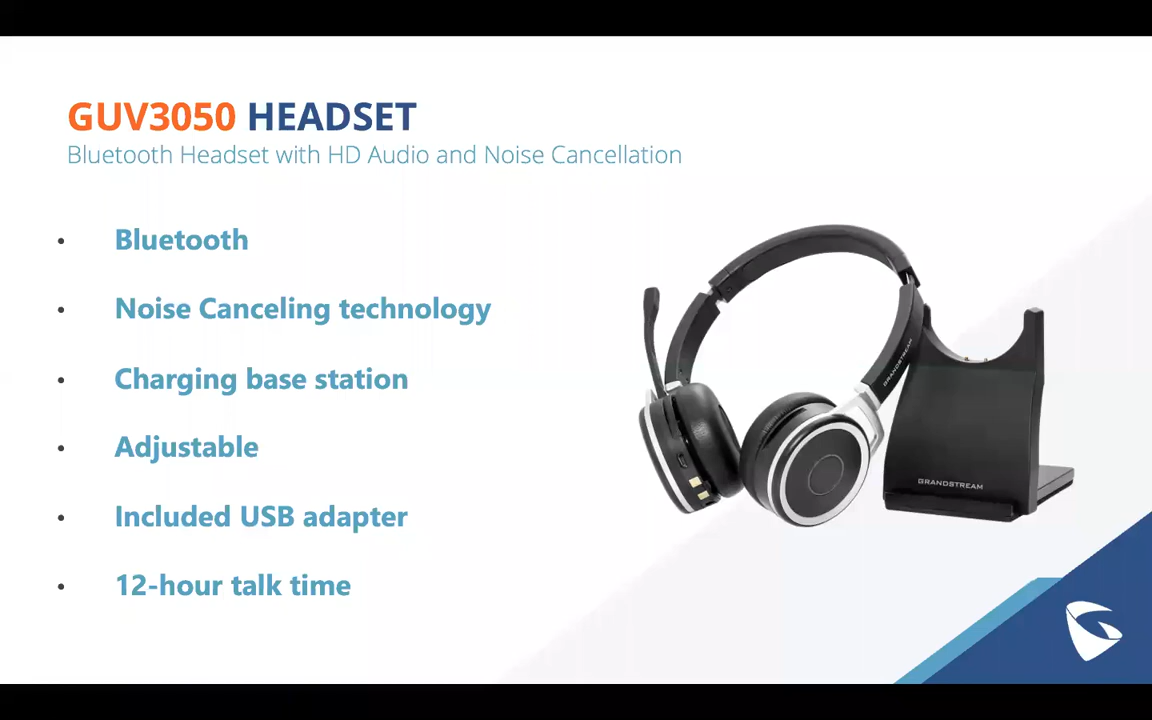 GUV3050 HEADSET
Bluetooth Headset with HD Audio and Noise Cancellation
• Bluetooth
• Noise Canceling technology
• Charging base station
• Adjustable
• Included USB adapter
• 12-hour talk time
GRANDSTREAM
GRANDSTREAM